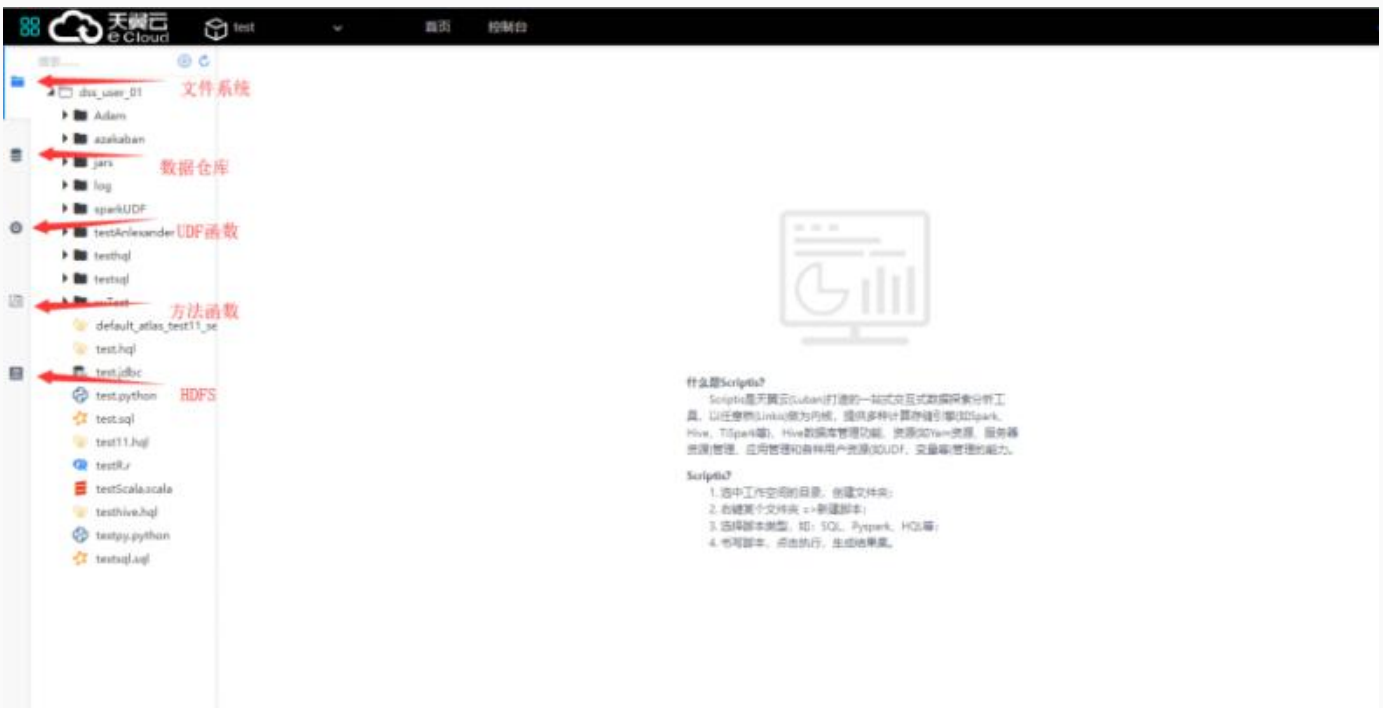 天翼云
e Cloud
test
首页
控制台
搜索......
文件系统
dss_user_01
Adam
azakaban
jars
数据仓库
log
sparkUDF
testAnlexander
UDF函数
testhql
testsql
方法函数
default_atlas_test11_se
test.hql
test.jdbc
test.python
HDFS
test.sql
test11.hql
testR.r
testScala.scala
testhive.hql
testpy.python
testsql.sql
什么是Scriptis?
Scriptis是天翼云(Luban)打造的一站式交互式数据探索分析工
具，以任意桥(Linkis)做为内核，提供多种计算存储引擎(如Spark、
Hive、TiSpark等)、Hive数据库管理功能、资源(如Yarn资源、服务器
资源)管理、应用管理和各种用户资源(如UDF、变量等)管理的能力。
Scriptis?
1. 选中工作空间的目录，创建文件夹;
2. 右键某个文件夹 =>新建脚本;
3. 选择脚本类型，如：SQL、Pyspark、HQL等;
4. 书写脚本，点击执行，生成结果集。